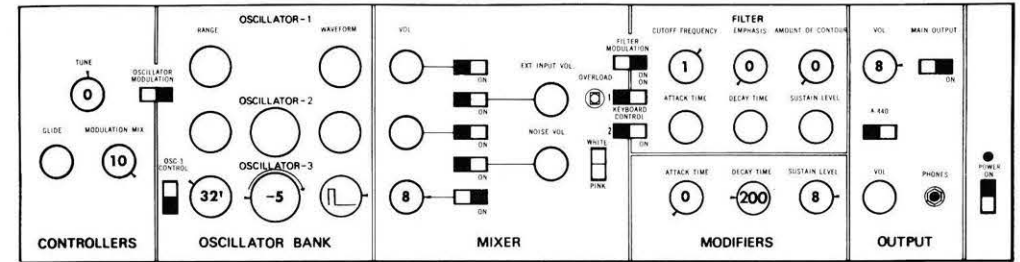 OSCILLATOR-1
FILTER
RANGE
WAVEFORM
VOL
CUTOFF FREQUENCY
EMPHASIS
AMOUNT OF CONTOUR
VOL
MAIN OUTPUT
TUNE
0
OSCILLATOR
MODULATION
ON
EXT INPUT VOL.
OVERLOAD
FILTER
MODULATION
ON
ON
1
0
0
8
ON
OSCILLATOR-2
ON
1
KEYBOARD
CONTROL
2
ON
ATTACK TIME
DECAY TIME
SUSTAIN LEVEL
A-440
GLIDE
MODULATION MIX
10
ON
NOISE VOL
WHITE
PINK
OSC-3
CONTROL
OSCILLATOR-3
ON
ATTACK TIME
DECAY TIME
SUSTAIN LEVEL
VOL
PHONES
POWER
ON
32'
-5
8
ON
0
200
8
CONTROLLERS
OSCILLATOR BANK
MIXER
MODIFIERS
OUTPUT